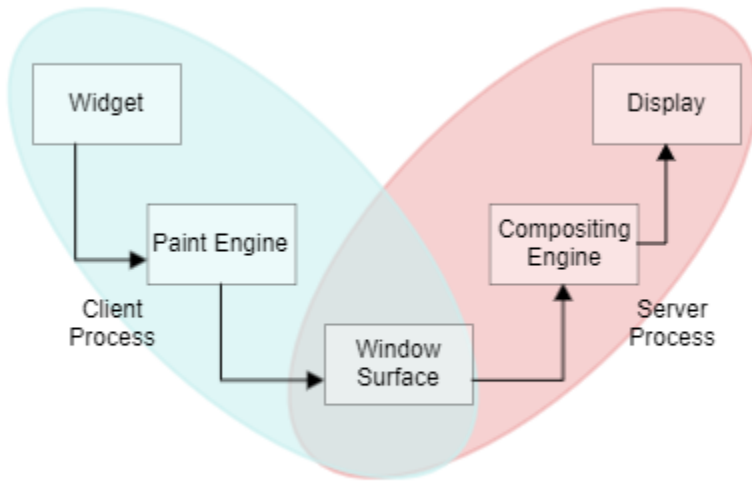 Widget
Display
Paint Engine
Compositing
Engine
Client
Process
Server
Process
Window
Surface